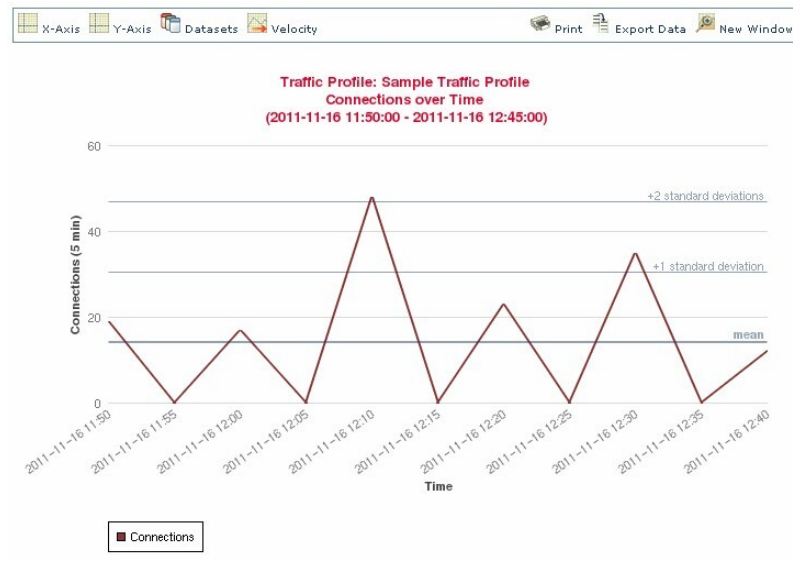 X-Axis Y-Axis Datasets Velocity Print Export Data New Window
Traffic Profile: Sample Traffic Profile
Connections over Time
(2011-11-16 11:50:00 - 2011-11-16 12:45:00)
Connections (5 min)
60
+2 standard deviations
40
+1 standard deviation
20
mean
0
2011-11-16 11:50
2011-11-16 11:55
2011-11-16 12:00
2011-11-16 12:05
2011-11-16 12:10
2011-11-16 12:15
2011-11-16 12:20
2011-11-16 12:25
2011-11-16 12:30
2011-11-16 12:35
2011-11-16 12:40
Time
Connections